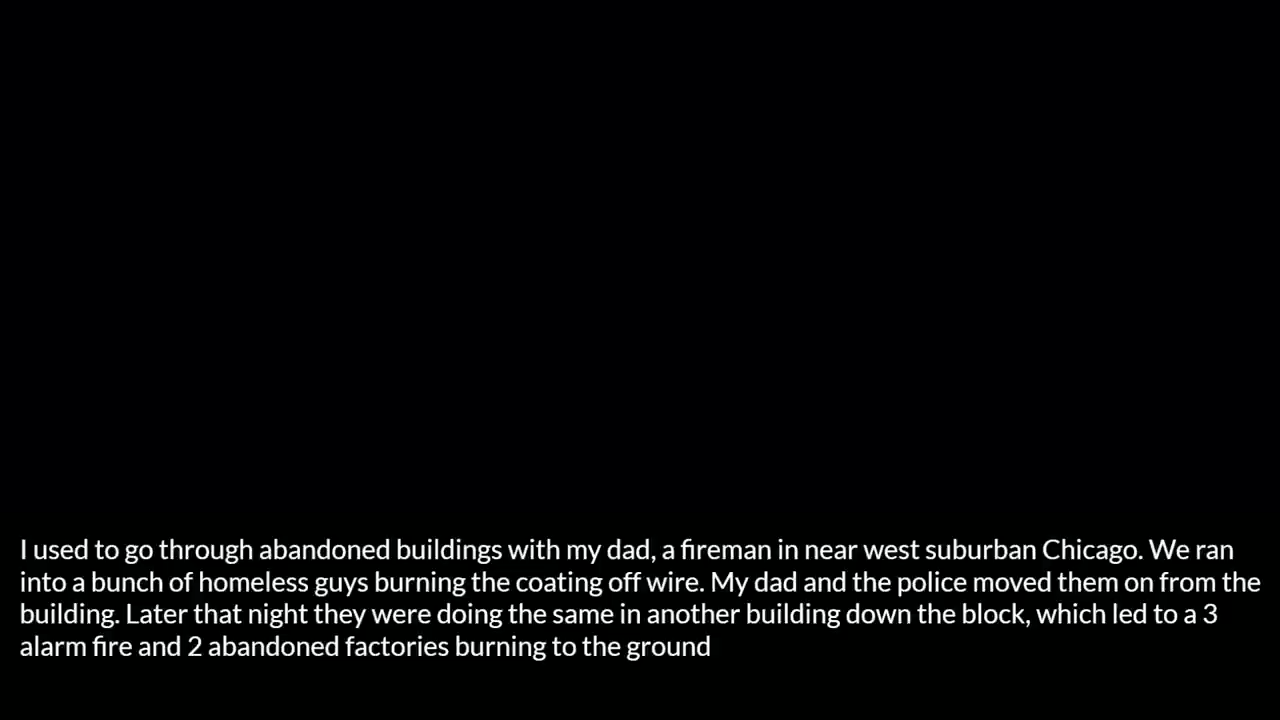 I used to go through abandoned buildings with my dad, a fireman in near west suburban Chicago. We ran
into a bunch of homeless guys burning the coating off wire. My dad and the police moved them on from the
building. Later that night they were doing the same in another building down the block, which led to a 3
alarm fire and 2 abandoned factories burning to the ground